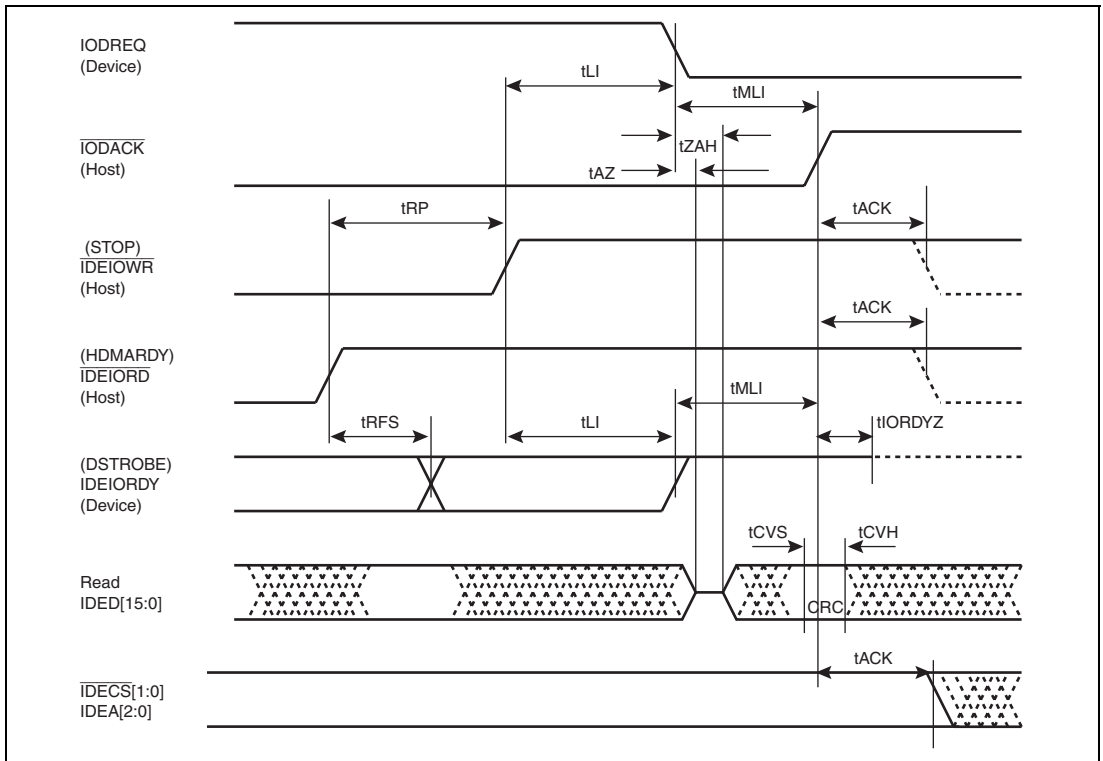 IODREQ
(Device)
tLI
tMLI
IODACK
(Host)
tZAH
tAZ
tRP
tACK
(STOP)
IDEIOWR
(Host)
tACK
(HDMARDY)
IDEIORD
(Host)
tMLI
tRFS
tLI
tIORDYZ
(DSTROBE)
IDEIORDY
(Device)
tCVS
tCVH
Read
IDED[15:0]
CRC
tACK
IDECS[1:0]
IDEA[2:0]